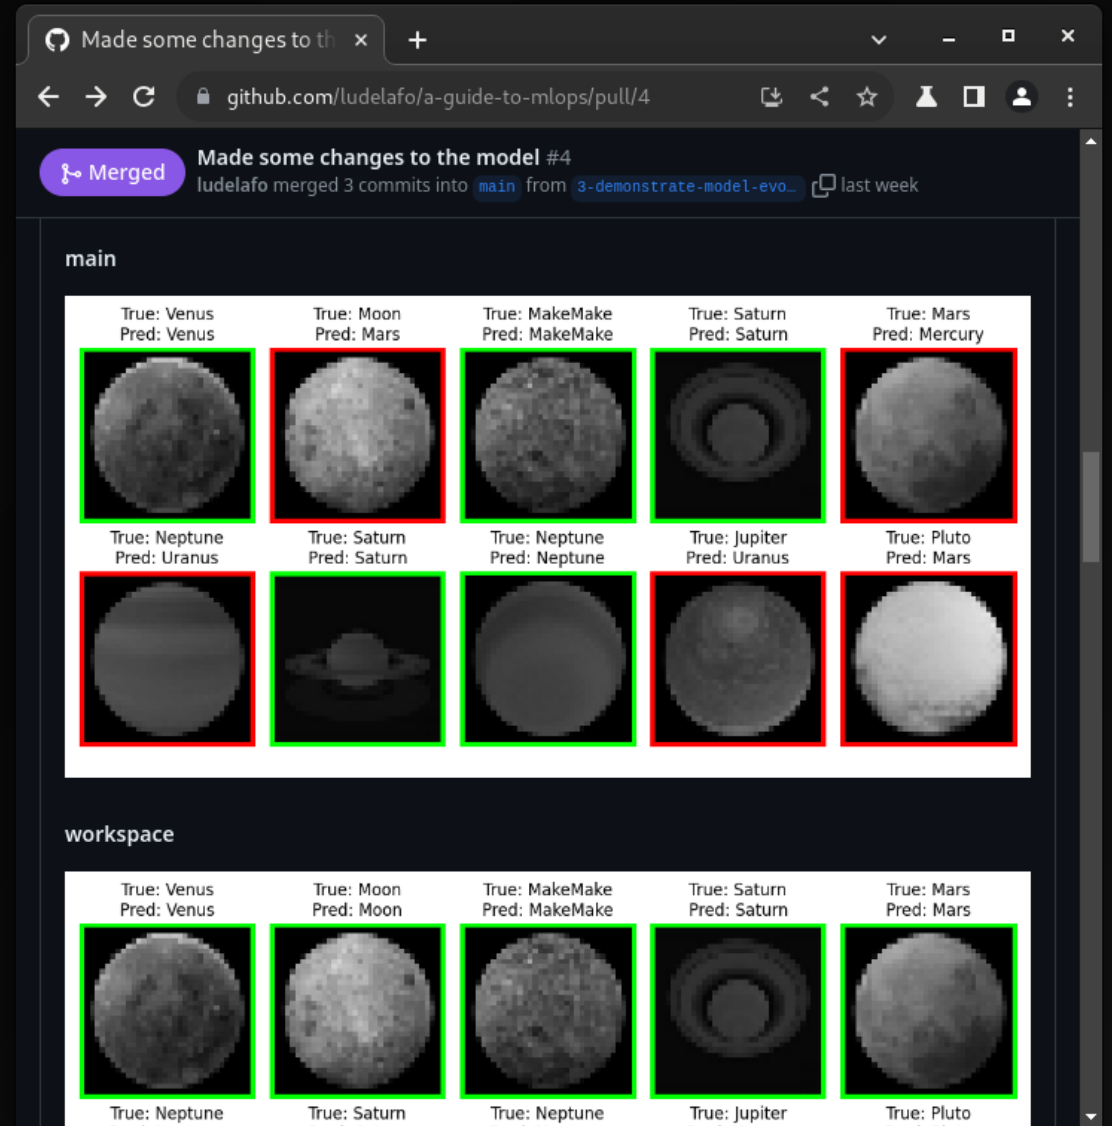 Made some changes to th
github.com/ludelafo/a-guide-to-mlops/pull/4
Merged
Made some changes to the model #4
ludelafo merged 3 commits into main from 3-demonstrate-model-evo… last week
main
True: Venus True: Moon True: MakeMake True: Saturn True: Mars
Pred: Venus Pred: Mars Pred: MakeMake Pred: Saturn Pred: Mercury
True: Neptune True: Saturn True: Neptune True: Jupiter True: Pluto
Pred: Uranus Pred: Saturn Pred: Neptune Pred: Uranus Pred: Mars
workspace
True: Venus True: Moon True: MakeMake True: Saturn True: Mars
Pred: Venus Pred: Moon Pred: MakeMake Pred: Saturn Pred: Mars
True: Neptune True: Saturn True: Neptune True: Jupiter True: Pluto